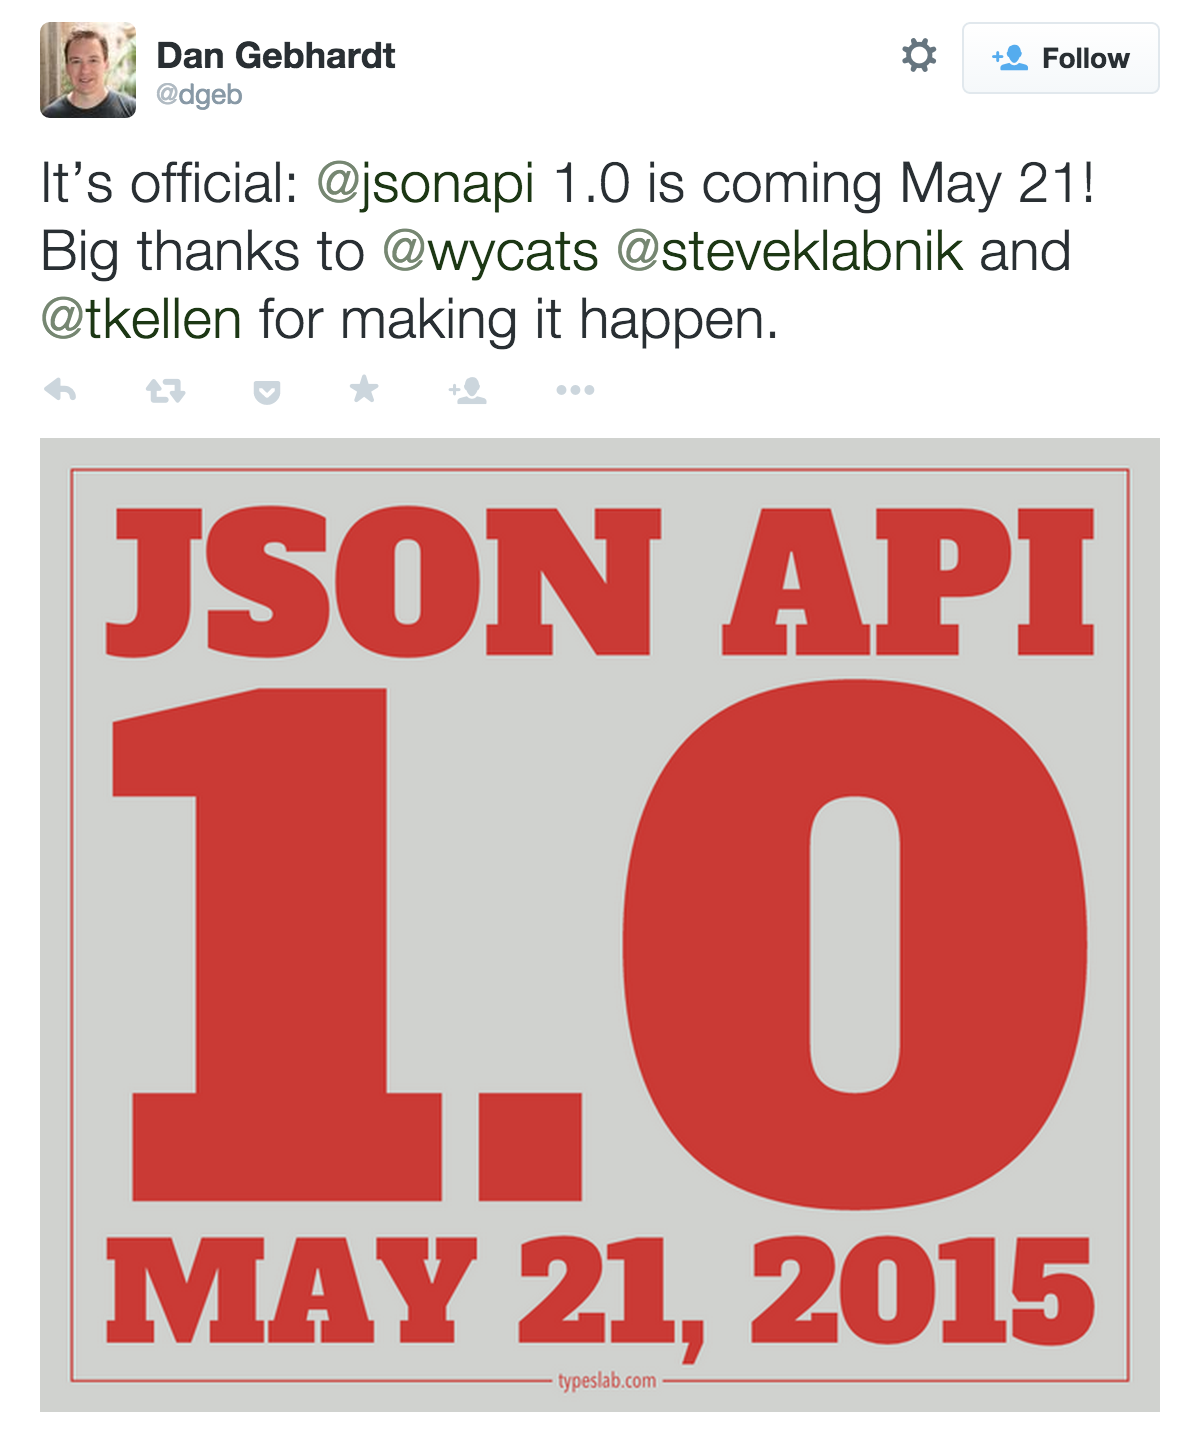 Dan Gebhardt
@dgeb
Follow
It’s official: @jsonapi 1.0 is coming May 21!
Big thanks to @wycats @steveklabnik and
@tkellen for making it happen.
JSON API
1.0
MAY 21, 2015
typeslab.com